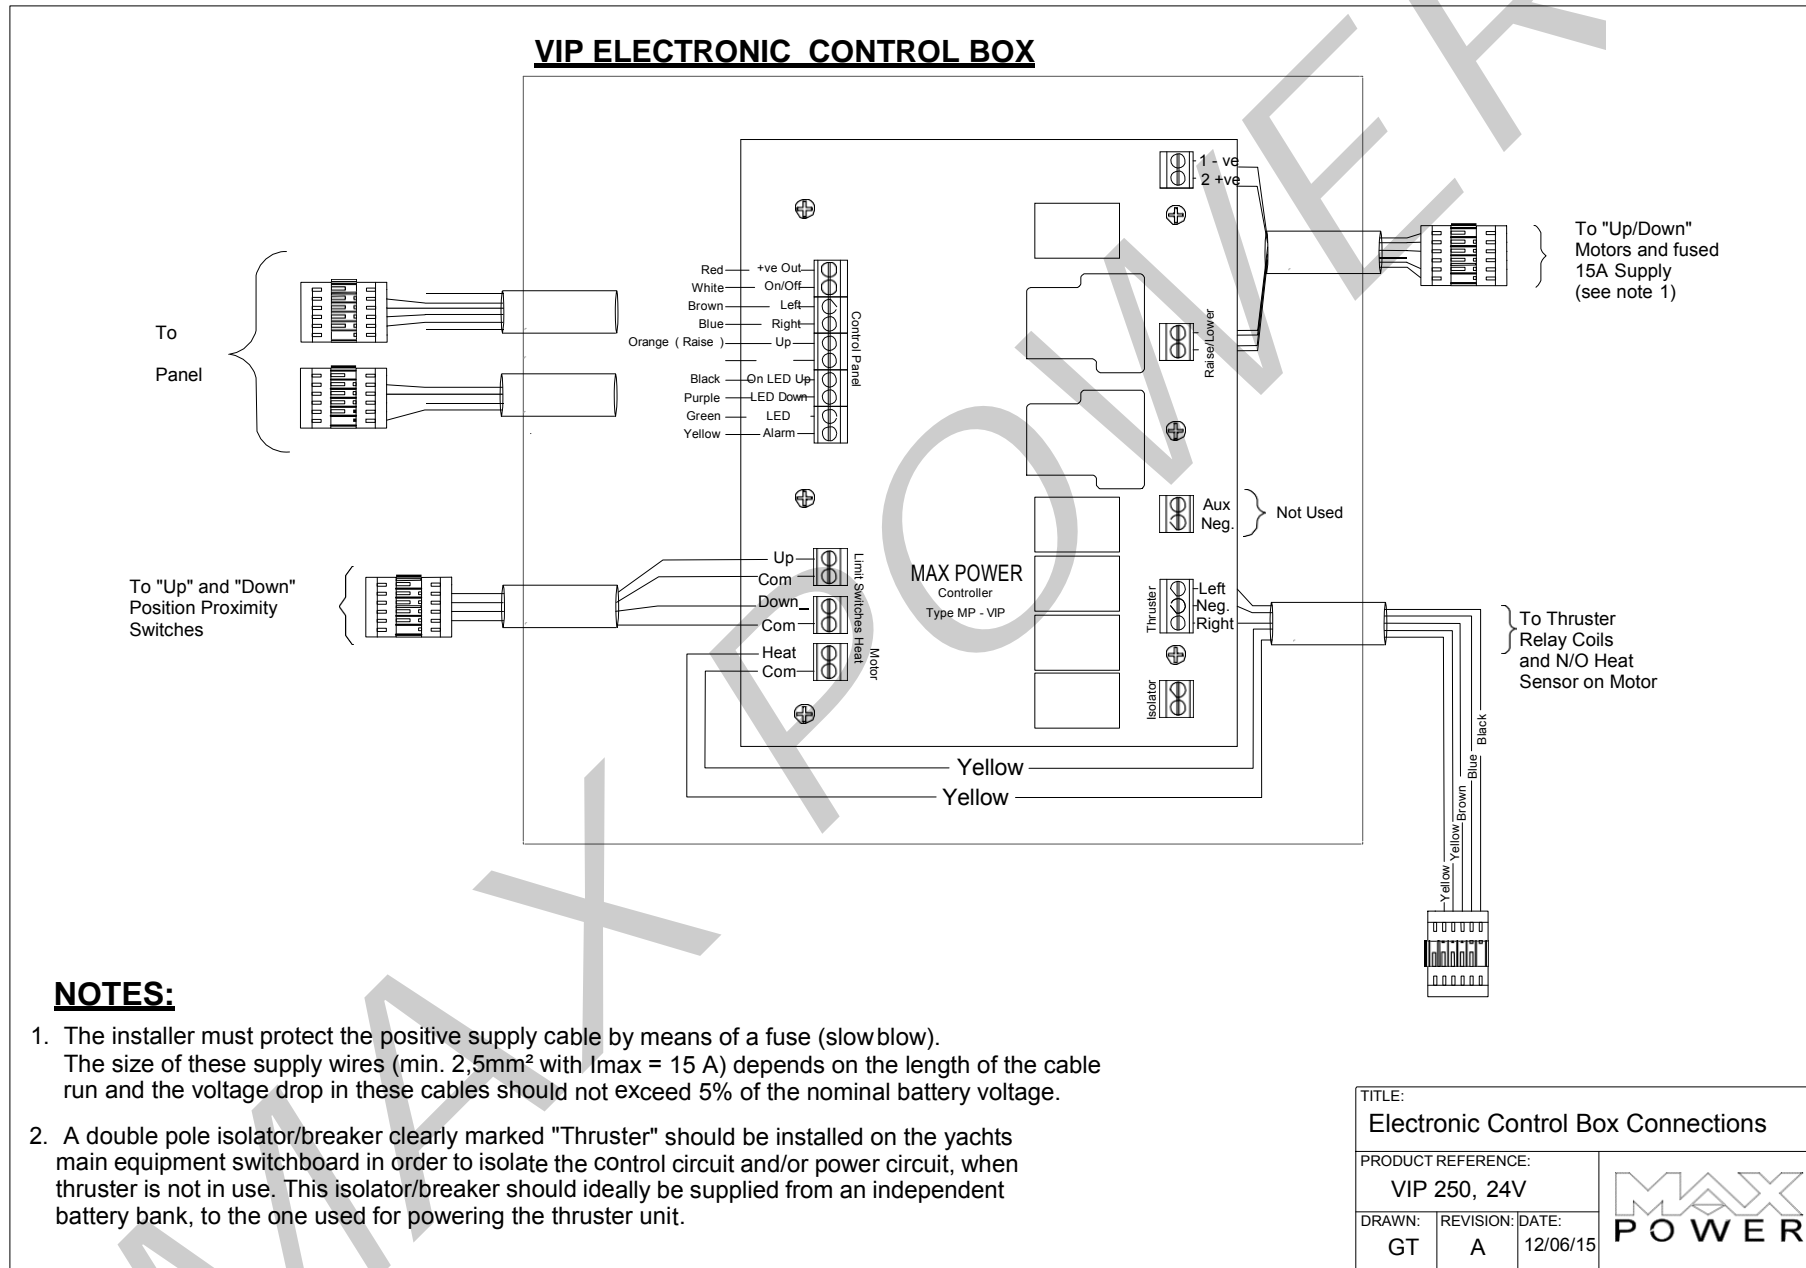 VIP ELECTRONIC CONTROL BOX
1 - ve
2 +ve
To "Up/Down"
Motors and fused
15A Supply
(see note 1)
To
Panel
Red +ve Out
White On/Off
Brown Left
Blue Right
Orange ( Raise ) Up
Black On LED Up
Purple LED Down
Green LED
Yellow Alarm
Control Panel
Raise/Lower
Aux
Neg.
Not Used
To "Up" and "Down"
Position Proximity
Switches
Up
Com
Down
Com
Heat
Com
Limit Switches Heat
Motor
MAX POWER
Controller
Type MP - VIP
Thruster
Left
Neg.
Right
Isolator
To Thruster
Relay Coils
and N/O Heat
Sensor on Motor
Yellow
Yellow
Yellow
Yellow
Brown
Blue
Black
NOTES:
1. The installer must protect the positive supply cable by means of a fuse (slowblow).
The size of these supply wires (min. 2,5mm² with Imax = 15 A) depends on the length of the cable
run and the voltage drop in these cables should not exceed 5% of the nominal battery voltage.
2. A double pole isolator/breaker clearly marked "Thruster" should be installed on the yachts
main equipment switchboard in order to isolate the control circuit and/or power circuit, when
thruster is not in use. This isolator/breaker should ideally be supplied from an independent
battery bank, to the one used for powering the thruster unit.
TITLE:
Electronic Control Box Connections
PRODUCT REFERENCE:
VIP 250, 24V
DRAWN:
GT
REVISION:
A
DATE:
12/06/15
MAX
POWER
MAX POWER